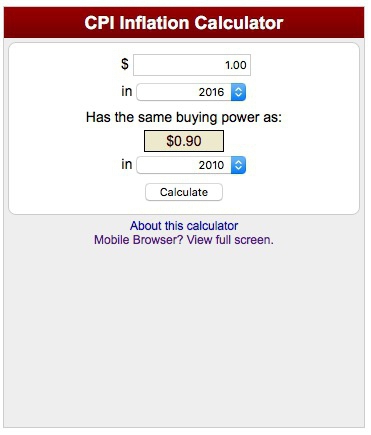 CPI Inflation Calculator
$ 1.00
in 2016
Has the same buying power as:
$0.90
in 2010
Calculate
About this calculator
Mobile Browser? View full screen.